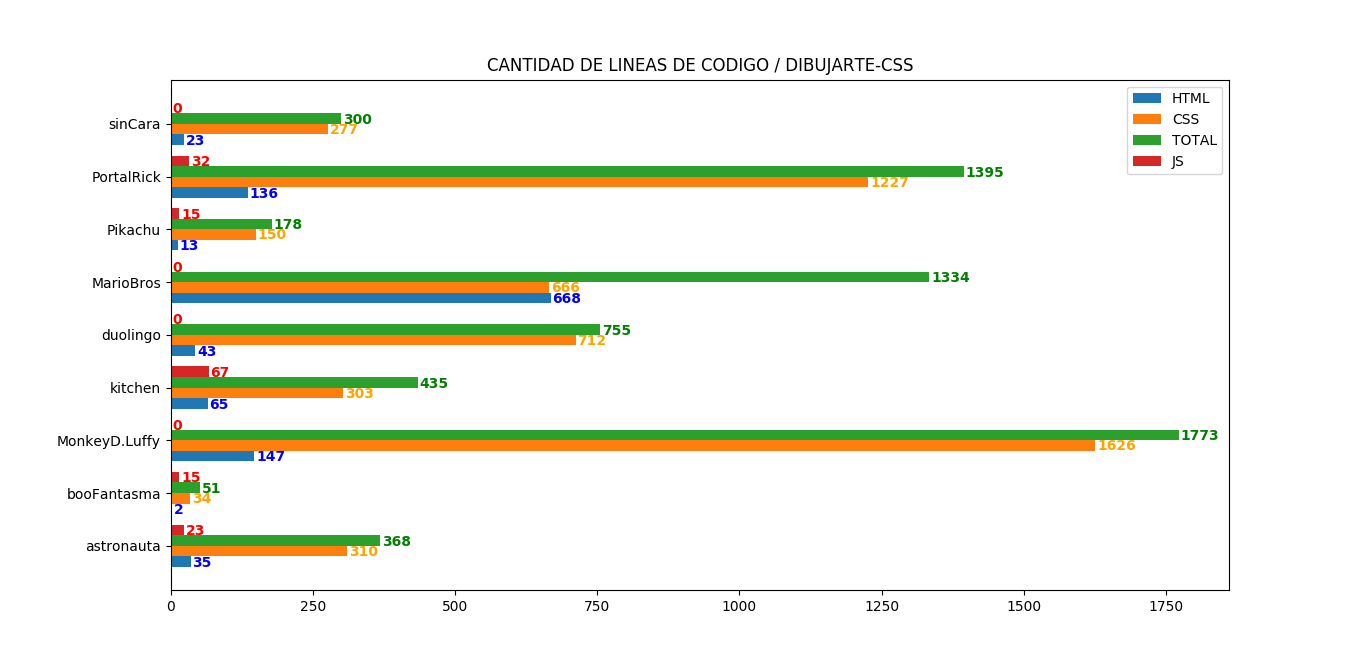 CANTIDAD DE LINEAS DE CODIGO / DIBUJARTE-CSS
HTML
CSS
TOTAL
JS
0
sinCara 300
277
23
32
PortalRick 1395
1227
136
15
Pikachu 178
150
13
0
MarioBros 1334
666
668
0
duolingo 755
712
43
67
kitchen 435
303
65
0
MonkeyD.Luffy 1773
1626
147
15
booFantasma 51
34
2
23
astronauta 368
310
35
0 250 500 750 1000 1250 1500 1750